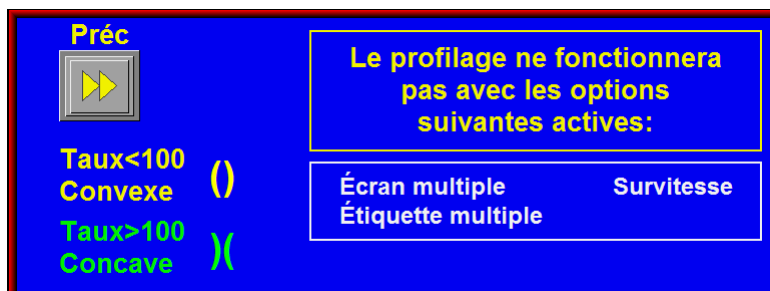 Préc
Le profilage ne fonctionnera
pas avec les options
suivantes actives:
Taux<100
Convexe ()
Taux>100
Concave )(
Écran multiple Survitesse
Étiquette multiple